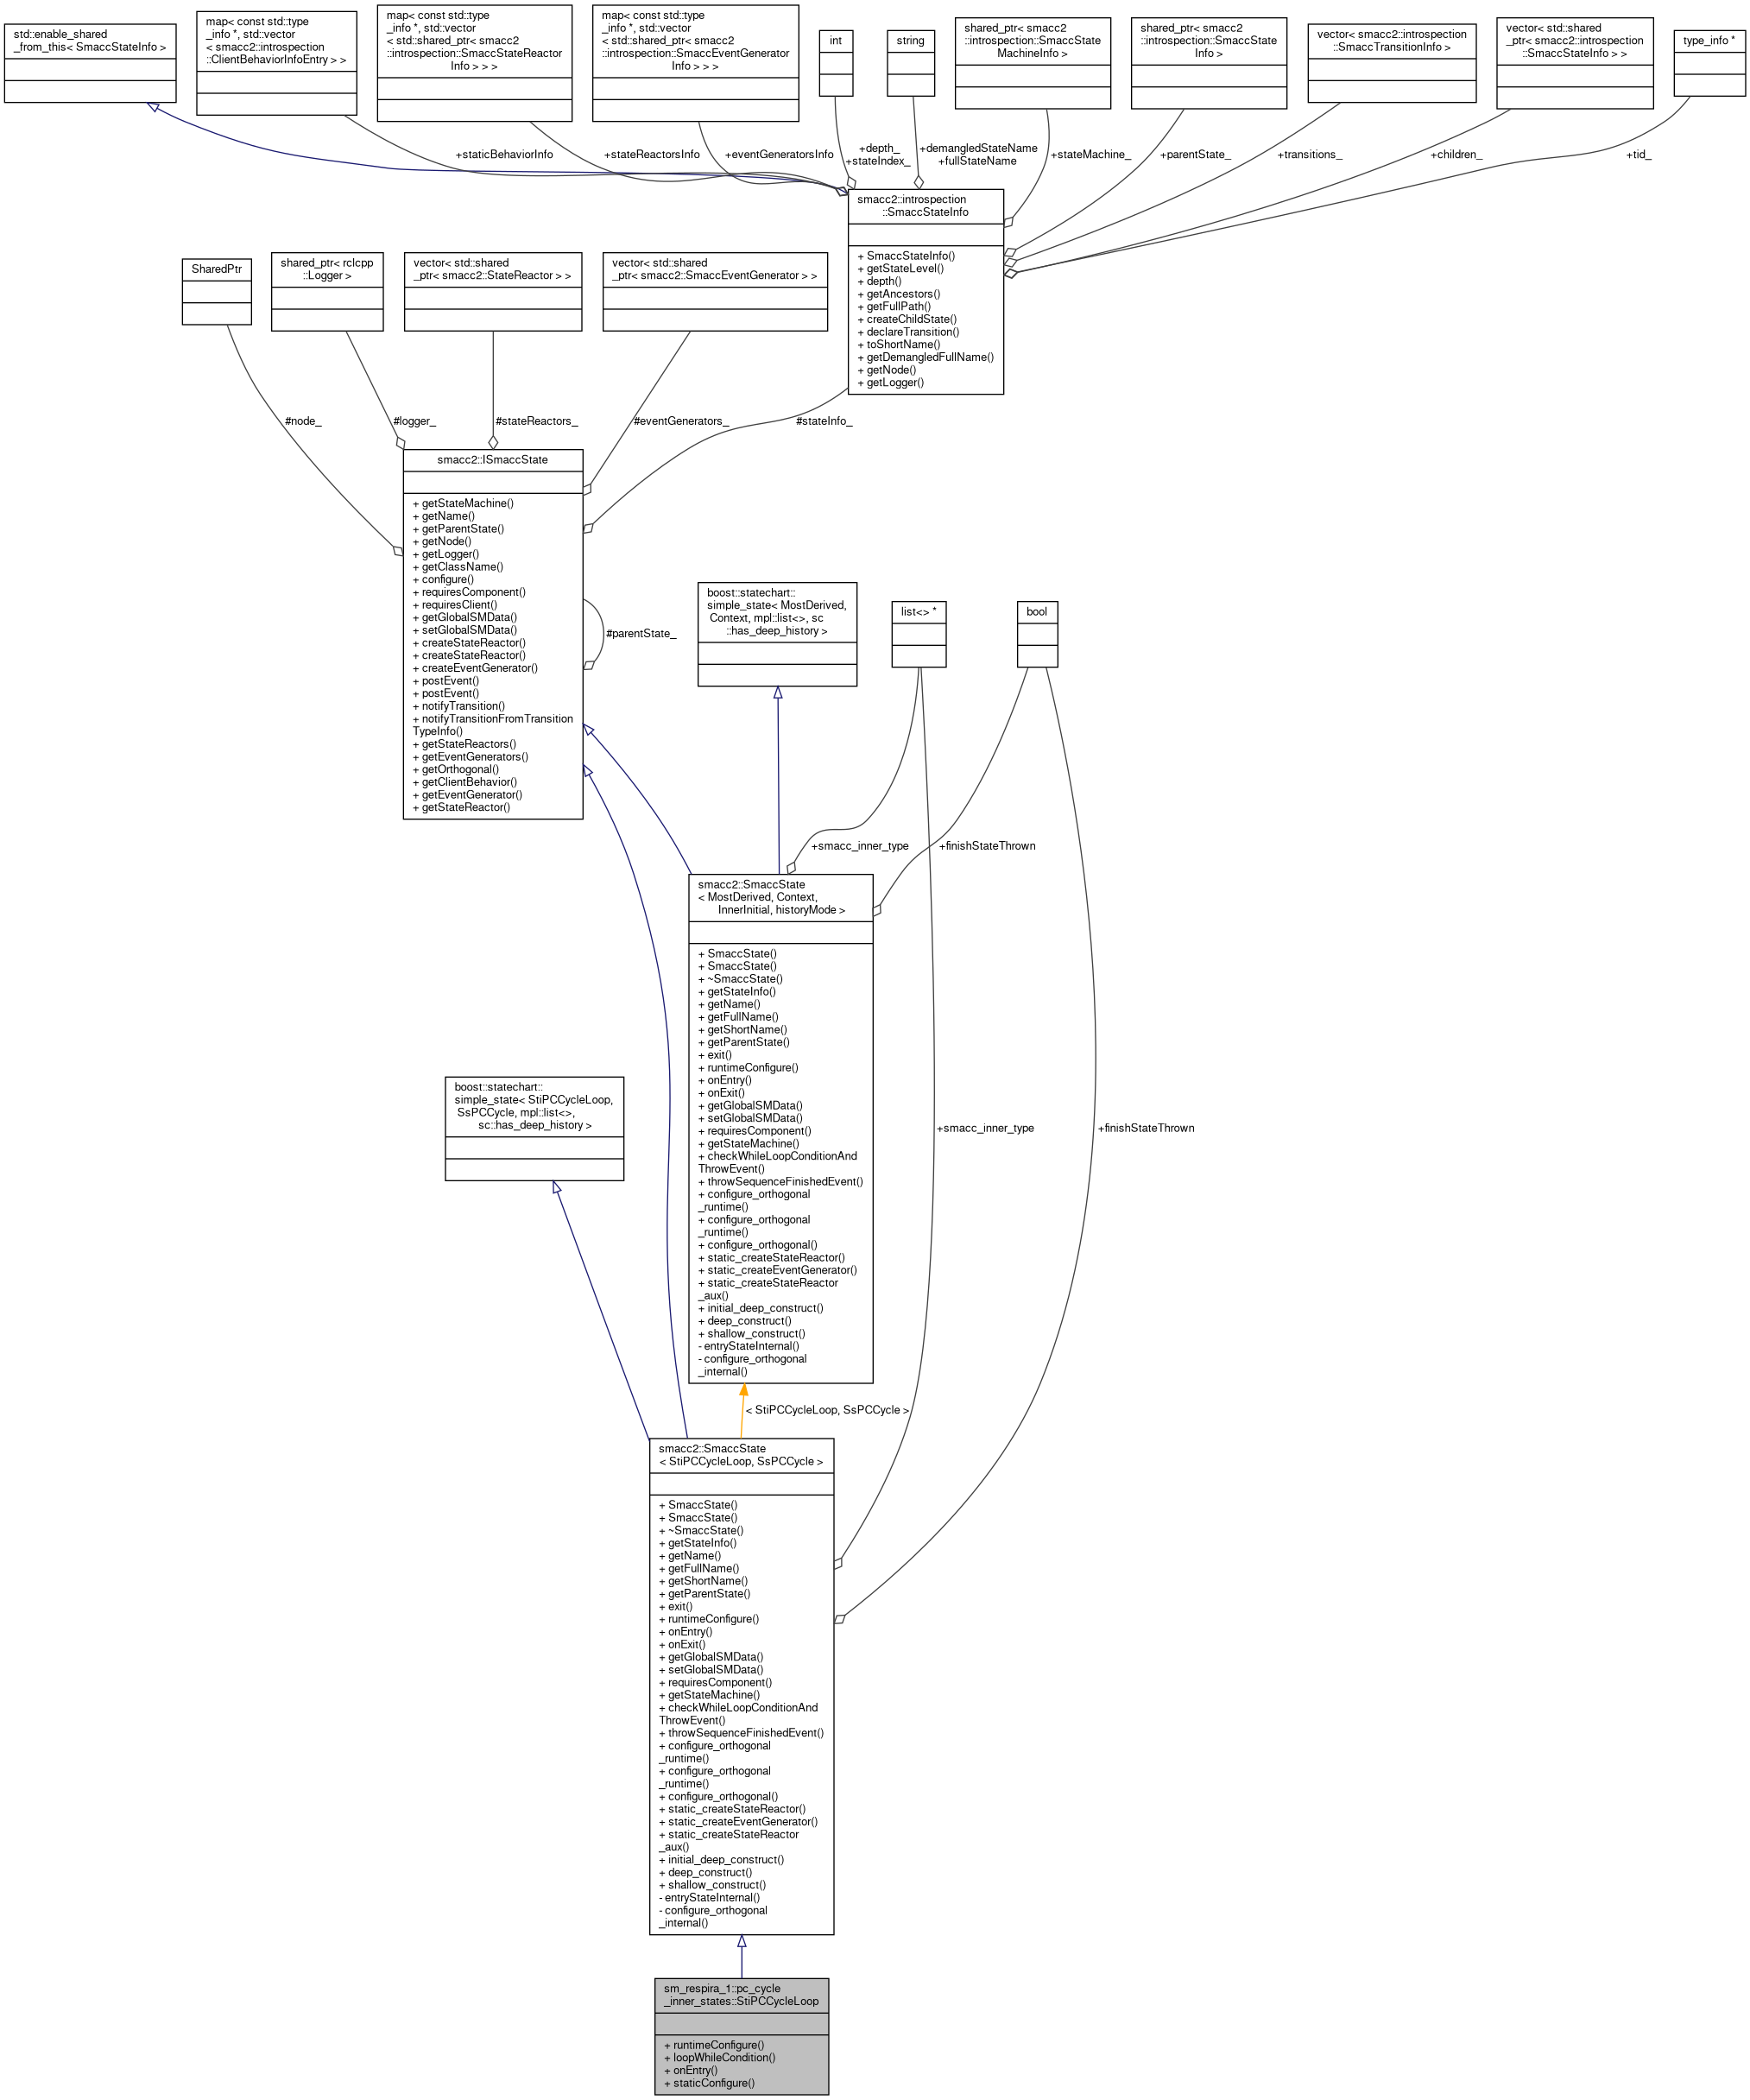 std::enable_shared
_from_this< SmaccStateInfo >
map< const std::type
_info *, std::vector
< smacc2::introspection
::ClientBehaviorInfoEntry > >
map< const std::type
_info *, std::vector
< std::shared_ptr< smacc2
::introspection::SmaccStateReactor
Info > > >
map< const std::type
_info *, std::vector
< std::shared_ptr< smacc2
::introspection::SmaccEventGenerator
Info > > >
int
string
shared_ptr< smacc2
::introspection::SmaccState
MachineInfo >
shared_ptr< smacc2
::introspection::SmaccState
Info >
vector< smacc2::introspection
::SmaccTransitionInfo >
vector< std::shared
_ptr< smacc2::introspection
::SmaccStateInfo > >
type_info *
+staticBehaviorInfo
+stateReactorsInfo
+eventGeneratorsInfo
+depth_
+stateIndex_
+demangledStateName
+fullStateName
+stateMachine_
+parentState_
+transitions_
+children_
+tid_
smacc2::introspection
::SmaccStateInfo
+ SmaccStateInfo()
+ getStateLevel()
+ depth()
+ getAncestors()
+ getFullPath()
+ createChildState()
+ declareTransition()
+ toShortName()
+ getDemangledFullName()
+ getNode()
+ getLogger()
SharedPtr
shared_ptr< rclcpp
::Logger >
vector< std::shared
_ptr< smacc2::StateReactor > >
vector< std::shared
_ptr< smacc2::SmaccEventGenerator > >
#node_
#logger_
#stateReactors_
#eventGenerators_
#stateInfo_
smacc2::ISmaccState
+ getStateMachine()
+ getName()
+ getParentState()
+ getNode()
+ getLogger()
+ getClassName()
+ configure()
+ requiresComponent()
+ requiresClient()
+ getGlobalSMData()
+ setGlobalSMData()
+ createStateReactor()
+ createStateReactor()
+ createEventGenerator()
+ postEvent()
+ postEvent()
+ notifyTransition()
+ notifyTransitionFromTransition
TypeInfo()
+ getStateReactors()
+ getEventGenerators()
+ getOrthogonal()
+ getClientBehavior()
+ getEventGenerator()
+ getStateReactor()
#parentState_
boost::statechart::
simple_state< MostDerived,
Context, mpl::list<>, sc
::has_deep_history >
list<> *
bool
+smacc_inner_type
+finishStateThrown
smacc2::SmaccState
< MostDerived, Context,
InnerInitial, historyMode >
+ SmaccState()
+ SmaccState()
+ ~SmaccState()
+ getStateInfo()
+ getName()
+ getFullName()
+ getShortName()
+ getParentState()
+ exit()
+ runtimeConfigure()
+ onEntry()
+ onExit()
+ getGlobalSMData()
+ setGlobalSMData()
+ requiresComponent()
+ getStateMachine()
+ checkWhileLoopConditionAnd
ThrowEvent()
+ throwSequenceFinishedEvent()
+ configure_orthogonal
_runtime()
+ configure_orthogonal
_runtime()
+ configure_orthogonal()
+ static_createStateReactor()
+ static_createEventGenerator()
+ static_createStateReactor
_aux()
+ initial_deep_construct()
+ deep_construct()
+ shallow_construct()
- entryStateInternal()
- configure_orthogonal
_internal()
boost::statechart::
simple_state< StiPCCycleLoop,
SsPCCycle, mpl::list<>,
sc::has_deep_history >
+smacc_inner_type
+finishStateThrown
< StiPCCycleLoop, SsPCCycle >
smacc2::SmaccState
< StiPCCycleLoop, SsPCCycle >
+ SmaccState()
+ SmaccState()
+ ~SmaccState()
+ getStateInfo()
+ getName()
+ getFullName()
+ getShortName()
+ getParentState()
+ exit()
+ runtimeConfigure()
+ onEntry()
+ onExit()
+ getGlobalSMData()
+ setGlobalSMData()
+ requiresComponent()
+ getStateMachine()
+ checkWhileLoopConditionAnd
ThrowEvent()
+ throwSequenceFinishedEvent()
+ configure_orthogonal
_runtime()
+ configure_orthogonal
_runtime()
+ configure_orthogonal()
+ static_createStateReactor()
+ static_createEventGenerator()
+ static_createStateReactor
_aux()
+ initial_deep_construct()
+ deep_construct()
+ shallow_construct()
- entryStateInternal()
- configure_orthogonal
_internal()
sm_respira_1::pc_cycle
_inner_states::StiPCCycleLoop
+ runtimeConfigure()
+ loopWhileCondition()
+ onEntry()
+ staticConfigure()